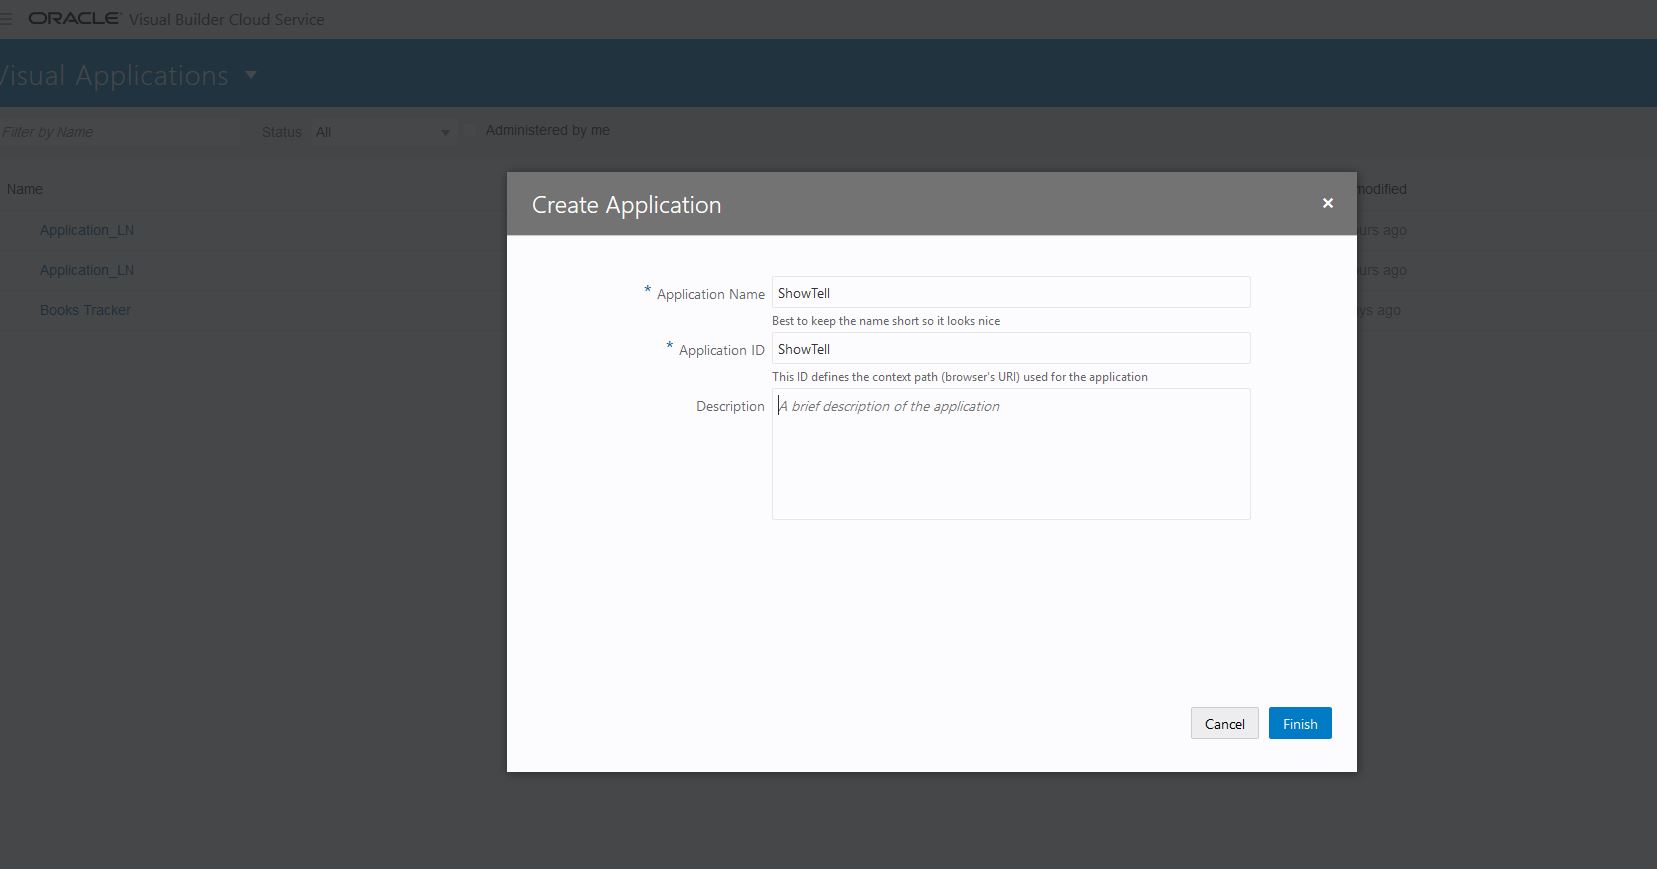 ORACLE Visual Builder Cloud Service
Visual Applications
Filter by Name Status All Administered by me
Name modified
Application_LN ours ago
Application_LN ours ago
Books Tracker ays ago
Create Application ×
* Application Name ShowTell
Best to keep the name short so it looks nice
* Application ID ShowTell
This ID defines the context path (browser's URI) used for the application
Description A brief description of the application
Cancel Finish